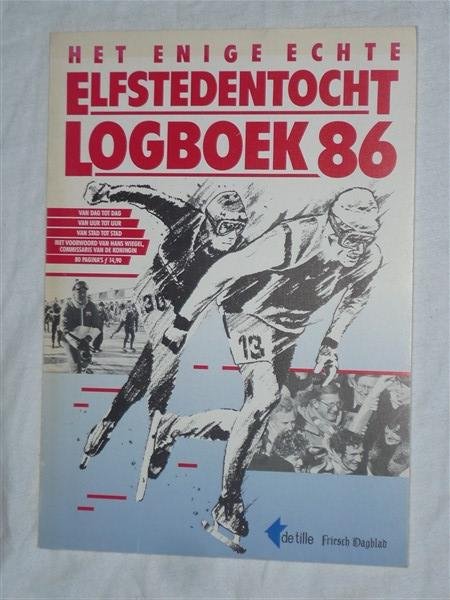 HET ENIGE ECHTE
ELFSTEDENTOCHT
LOGBOEK 86
VAN DAG TOT DAG
VAN UUR TOT UUR
VAN STAD TOT STAD
MET VOORWOORD VAN HANS WIEGEL,
COMMISSARIS VAN DE KONINGIN
80 PAGINA'S ƒ 14,90
30
13
de tille Friesch Dagblad